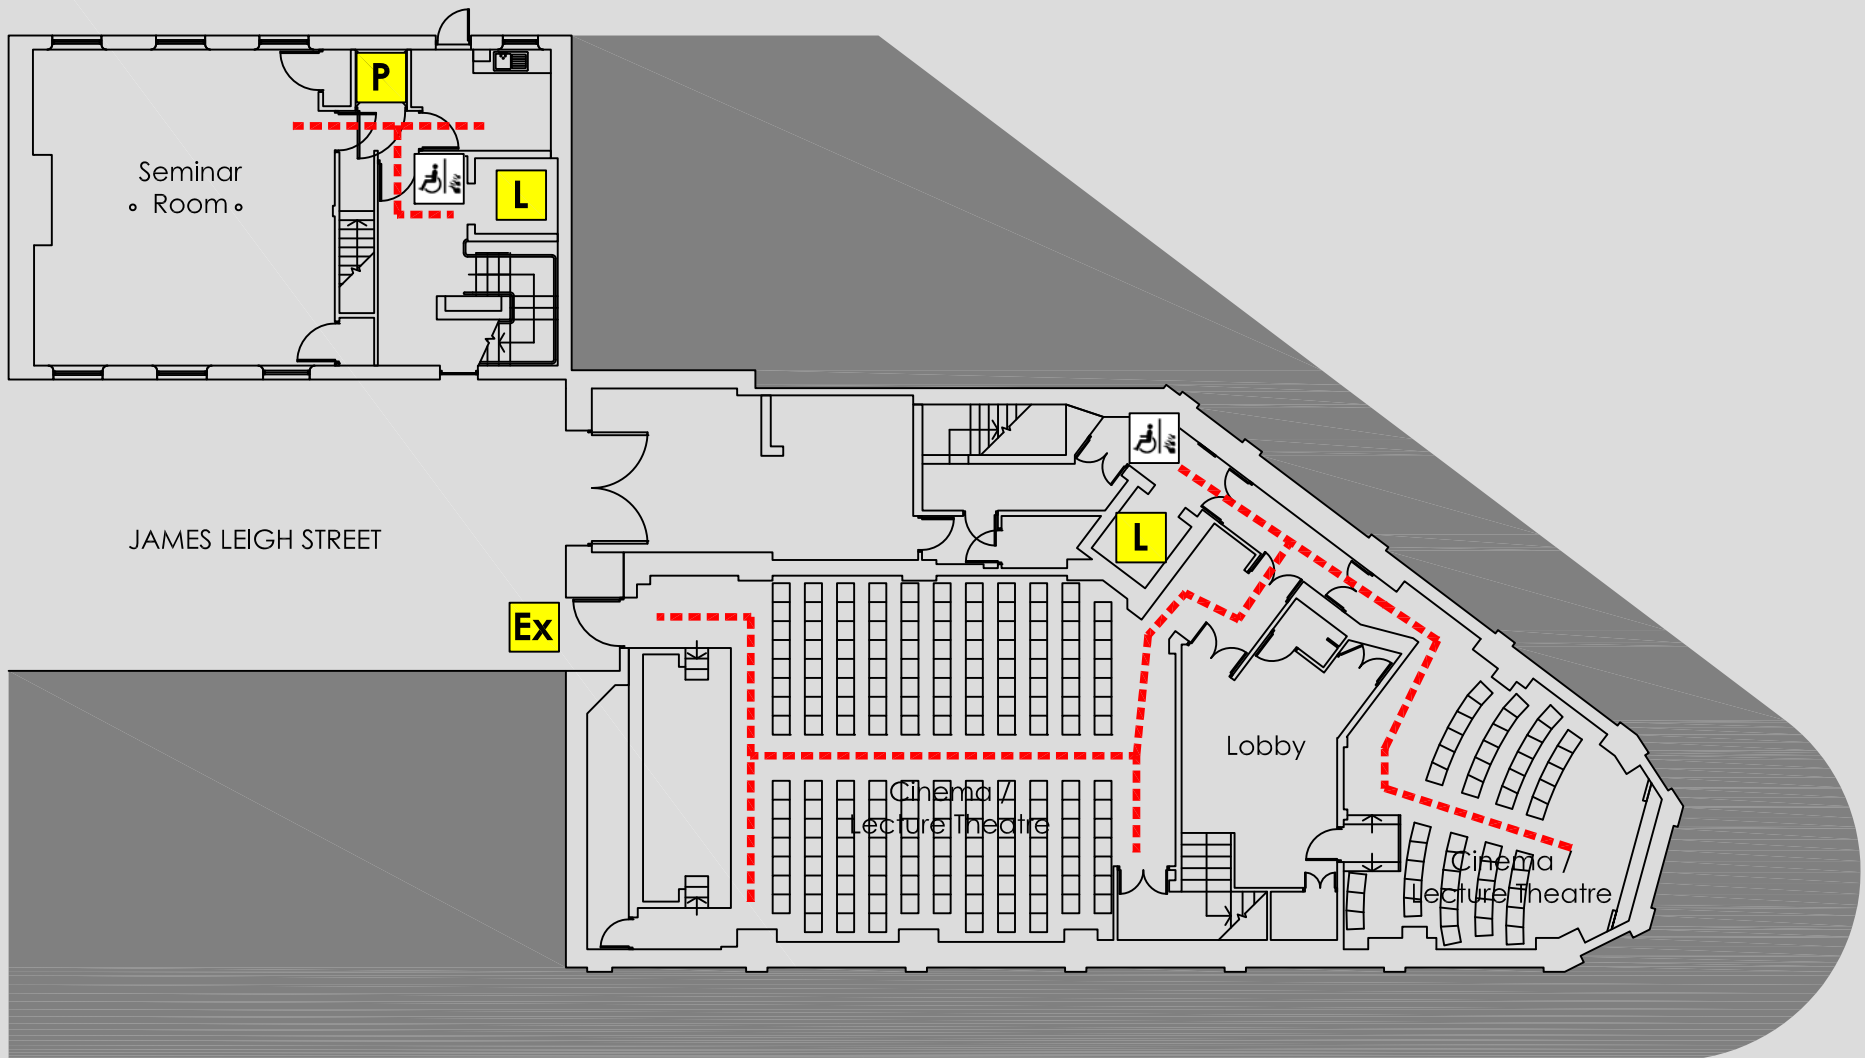 P
Seminar
Room
L
JAMES LEIGH STREET
L
Ex
Lobby
Cinema /
Lecture Theatre
Cinema /
Lecture Theatre